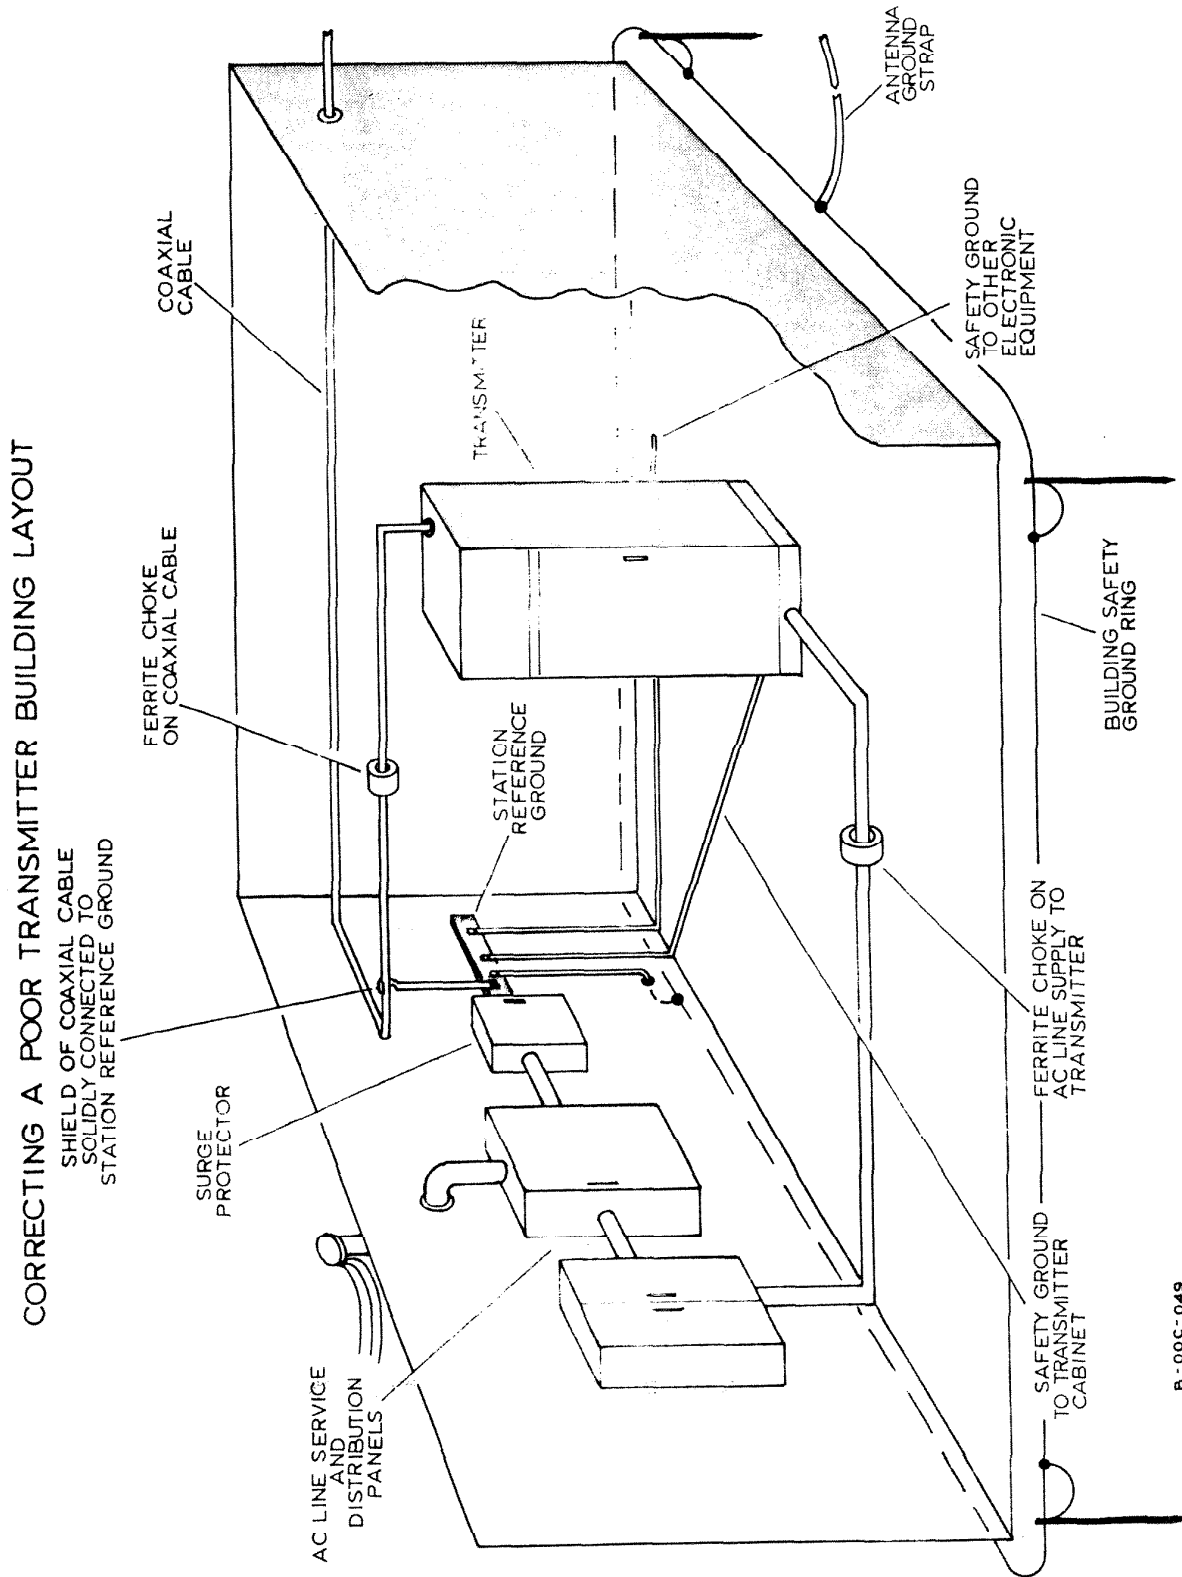 CORRECTING A POOR TRANSMITTER BUILDING LAYOUT
SHIELD OF COAXIAL CABLE
SOLIDLY CONNECTED TO
STATION REFERENCE GROUND
FERRITE CHOKE
ON COAXIAL CABLE
COAXIAL
CABLE
SURGE
PROTECTOR
AC LINE SERVICE
AND
DISTRIBUTION
PANELS
STATION
REFERENCE
GROUND
TRANSMITTER
ANTENNA
GROUND
STRAP
SAFETY GROUND
TO OTHER
ELECTRONIC
EQUIPMENT
SAFETY GROUND
TO TRANSMITTER
CABINET
FERRITE CHOKE ON
AC LINE SUPPLY TO
TRANSMITTER
BUILDING SAFETY
GROUND RING
B-00C-049